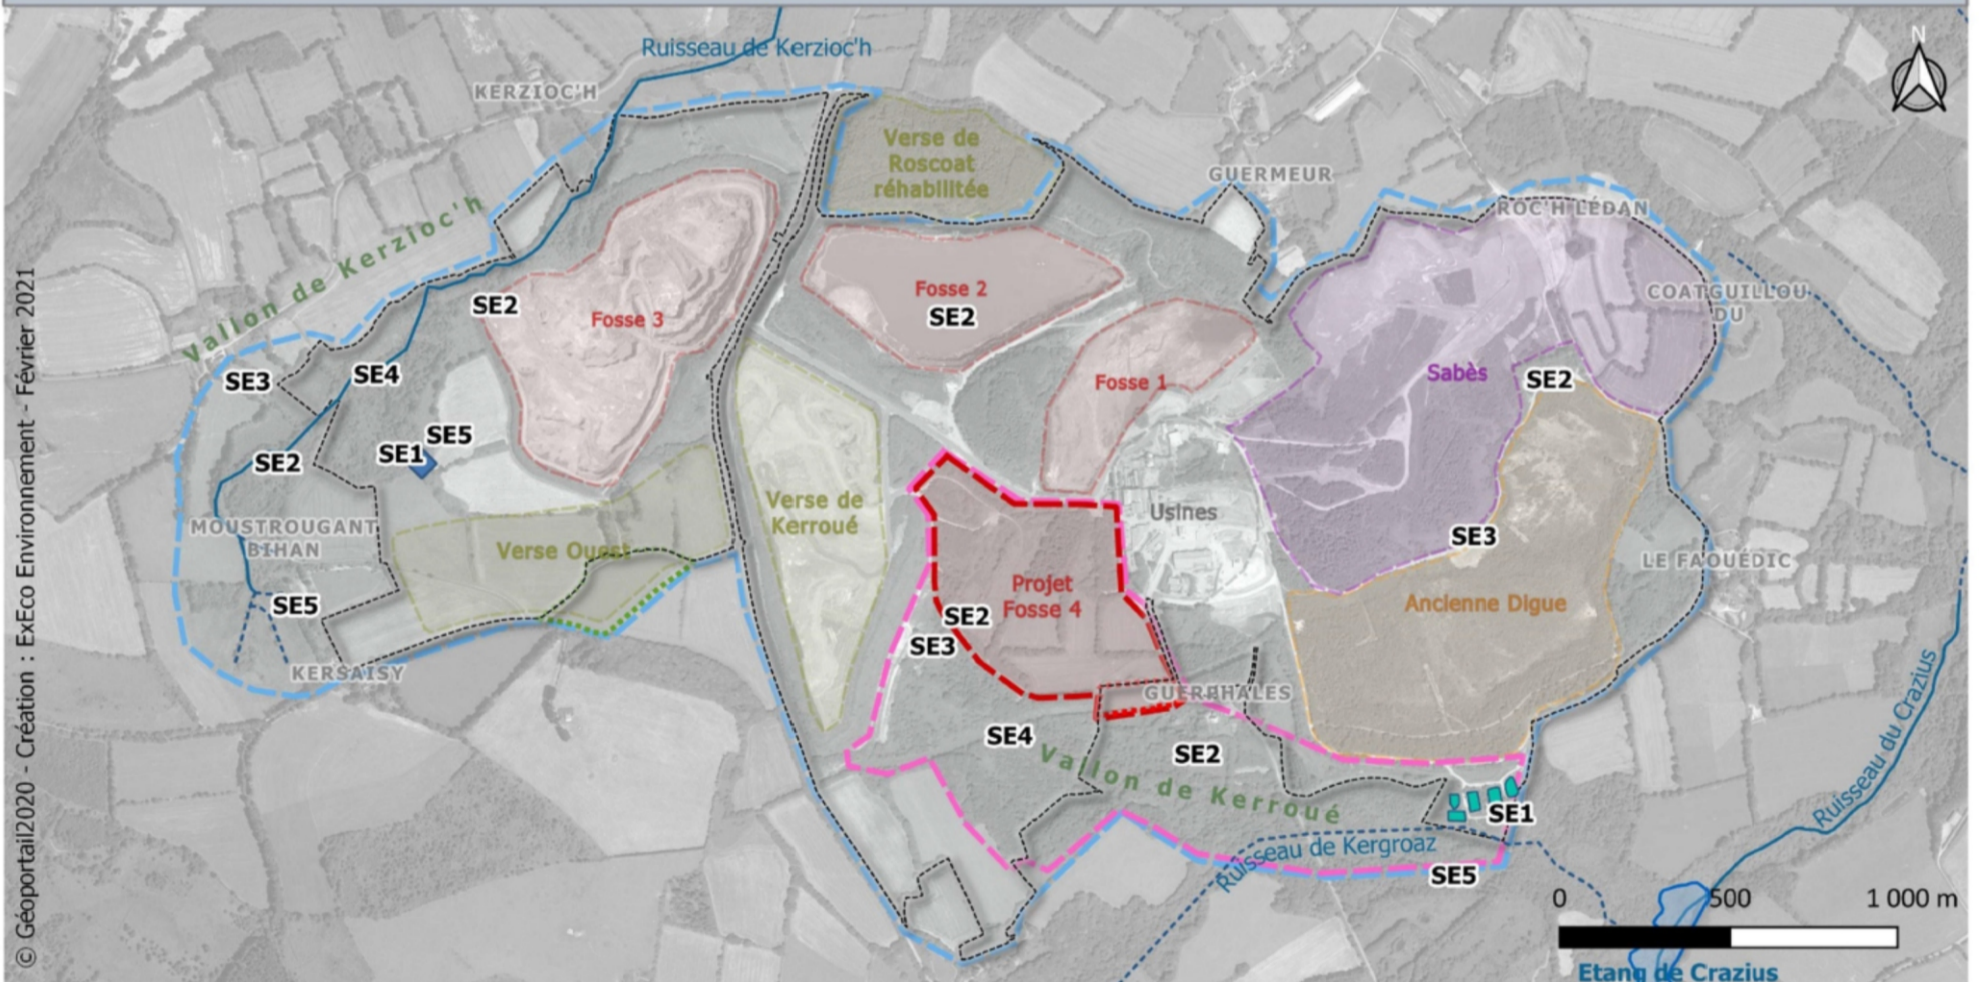 Ruisseau de Kerzioc'h
N
KERZIOC'H
Verse de
Roscoat
réhabilitée
GUERMEUR
ROC'H LÉDAN
Vallon de Kerzioc'h
SE2
Fosse 3
Fosse 2
SE2
COATGUILLOU
DU
SE3
SE4
Fosse 1
Sabès
SE2
SE5
SE1
SE2
MOUSTROUGANT
BIHAN
Verse Ouest
Verse de
Kerroué
Usines
SE3
LE FAOUÉDIC
SE5
Projet
Fosse 4
SE2
SE3
Ancienne Digue
KERSAISY
GUERPHALES
SE4
SE2
Vallon de Kerroué
SE1
Ruisseau de Kergroaz
SE5
Ruisseau du Crazius
0 500 1 000 m
Etang de Crazius
© Géoportail2020 - Création : ExEco Environnement - Février 2021